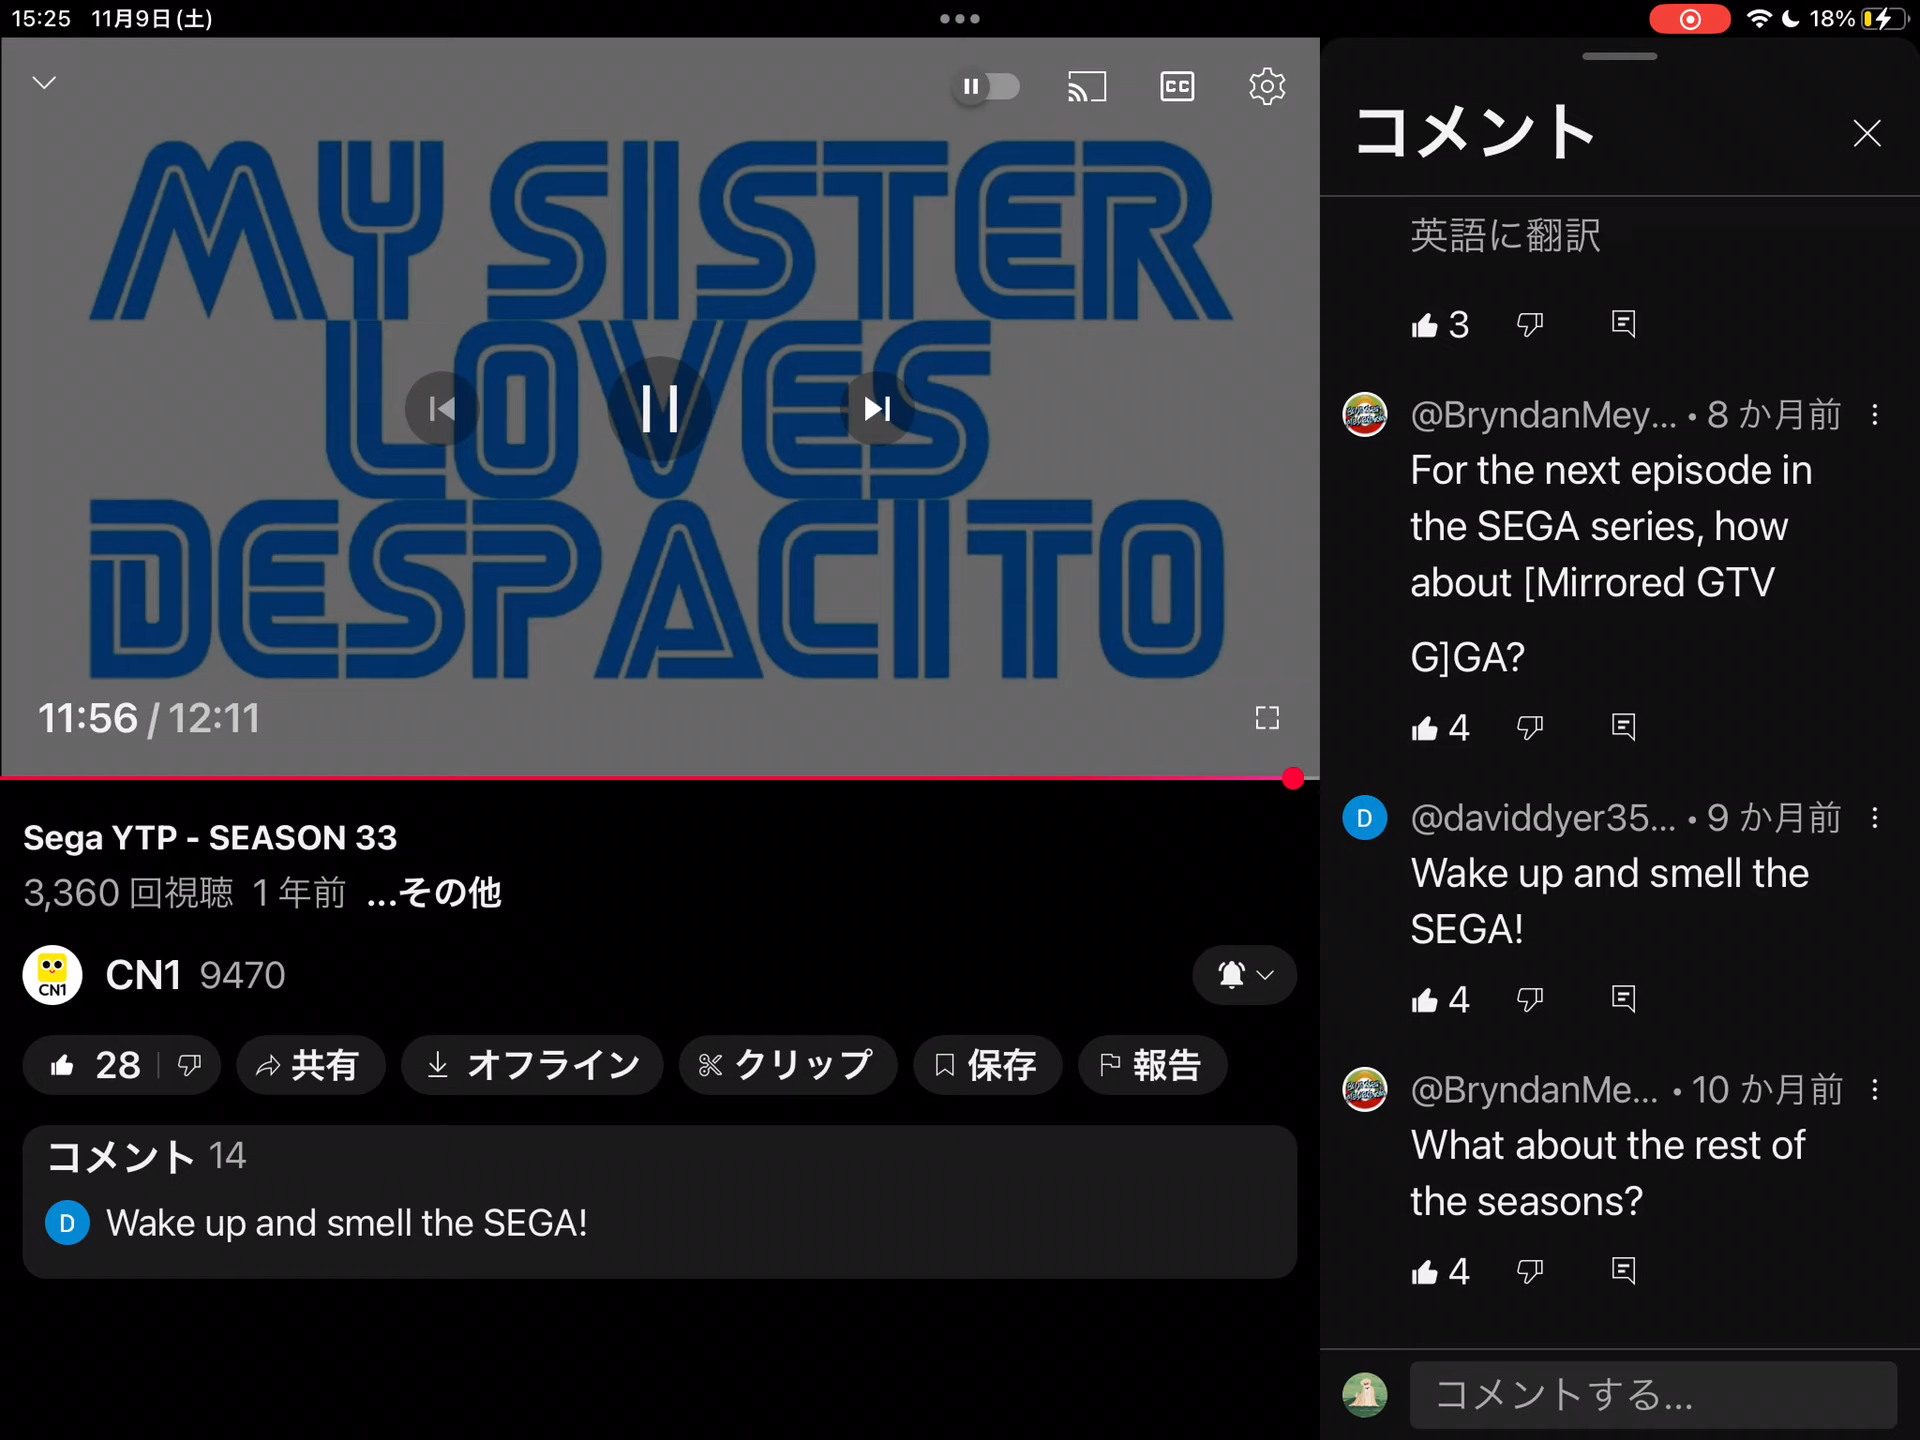 15:25 11月9日(土)
18%
CC
MY SISTER
LOVES
DESPACITO
11:56 / 12:11
Sega YTP - SEASON 33
3,360 回視聴 1 年前 ...その他
CN1
CN1 9470
28
共有
オフライン
クリップ
保存
報告
コメント 14
D
Wake up and smell the SEGA!
コメント
英語に翻訳
3
@BryndanMey... • 8 か月前
For the next episode in
the SEGA series, how
about [Mirrored GTV
G]GA?
4
D
@daviddyer35... • 9 か月前
Wake up and smell the
SEGA!
4
@BryndanMe... • 10 か月前
What about the rest of
the seasons?
4
コメントする...